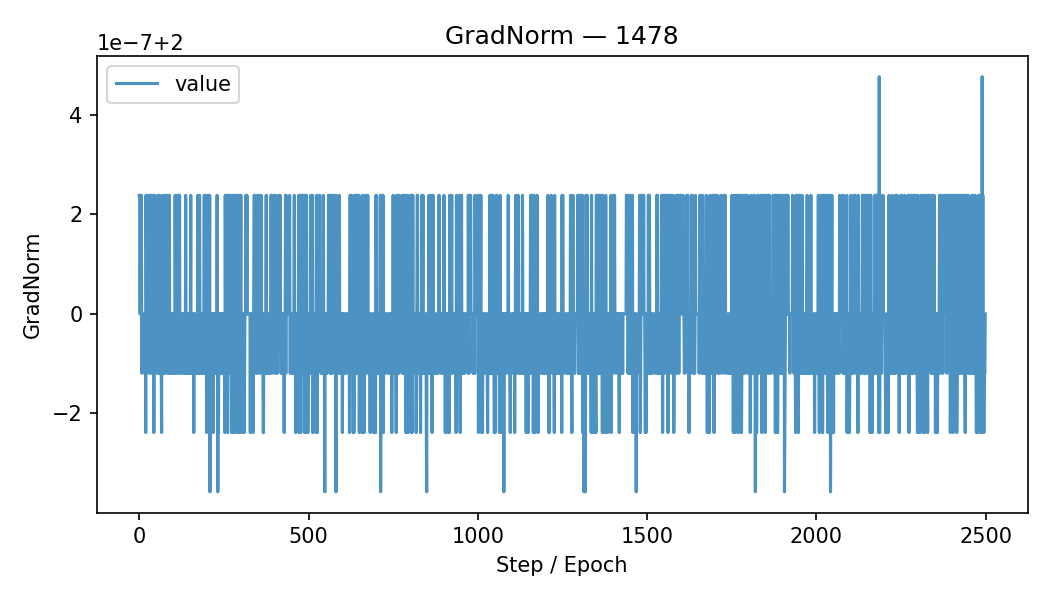 GradNorm — 1478
1e−7+2
value
4
2
0
−2
GradNorm
0
500
1000
1500
2000
2500
Step / Epoch